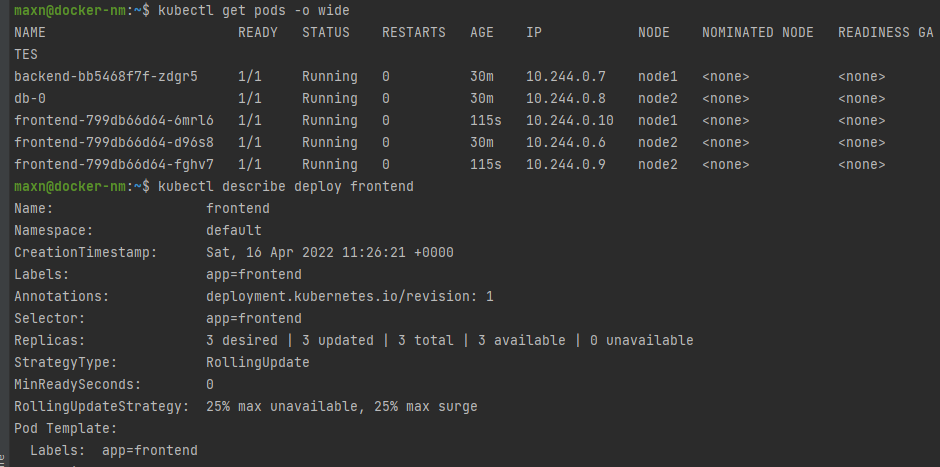 maxn@docker-nm:~$ kubectl get pods -o wide
NAME                        READY   STATUS    RESTARTS   AGE    IP            NODE    NOMINATED NODE   READINESS GA
TES
backend-bb5468f7f-zdgr5     1/1     Running   0          30m    10.244.0.7    node1   <none>           <none>
db-0                        1/1     Running   0          30m    10.244.0.8    node2   <none>           <none>
frontend-799db66d64-6mrl6   1/1     Running   0          115s   10.244.0.10   node1   <none>           <none>
frontend-799db66d64-d96s8   1/1     Running   0          30m    10.244.0.6    node2   <none>           <none>
frontend-799db66d64-fghv7   1/1     Running   0          115s   10.244.0.9    node2   <none>           <none>
maxn@docker-nm:~$ kubectl describe deploy frontend
Name:                   frontend
Namespace:              default
CreationTimestamp:      Sat, 16 Apr 2022 11:26:21 +0000
Labels:                 app=frontend
Annotations:            deployment.kubernetes.io/revision: 1
Selector:               app=frontend
Replicas:               3 desired | 3 updated | 3 total | 3 available | 0 unavailable
StrategyType:           RollingUpdate
MinReadySeconds:        0
RollingUpdateStrategy:  25% max unavailable, 25% max surge
Pod Template:
  Labels:  app=frontend